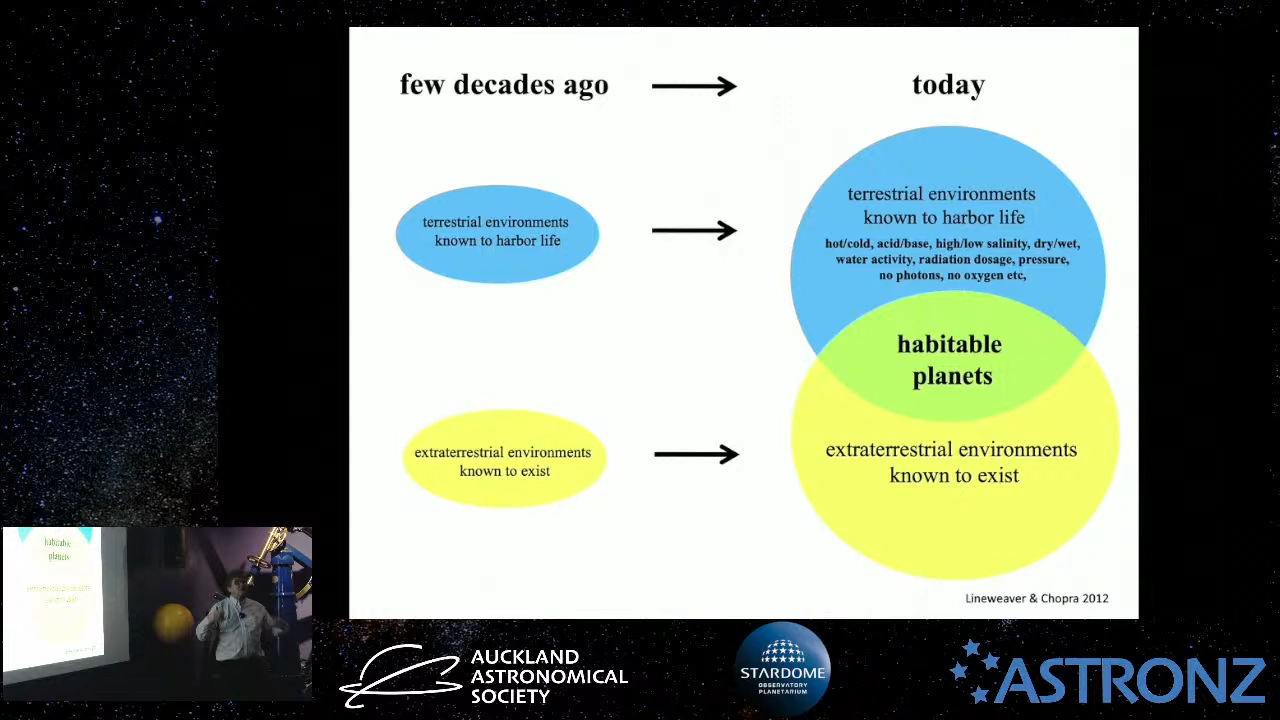 few decades ago
today
terrestrial environments
known to harbor life
terrestrial environments
known to harbor life
hot/cold, acid/base, high/low salinity, dry/wet,
water activity, radiation dosage, pressure,
no photons, no oxygen etc,
habitable
planets
extraterrestrial environments
known to exist
extraterrestrial environments
known to exist
Lineweaver & Chopra 2012
habitable
planets
AUCKLAND
ASTRONOMICAL
SOCIETY
STARDOME
OBSERVATORY
PLANETARIUM
ASTRONZ